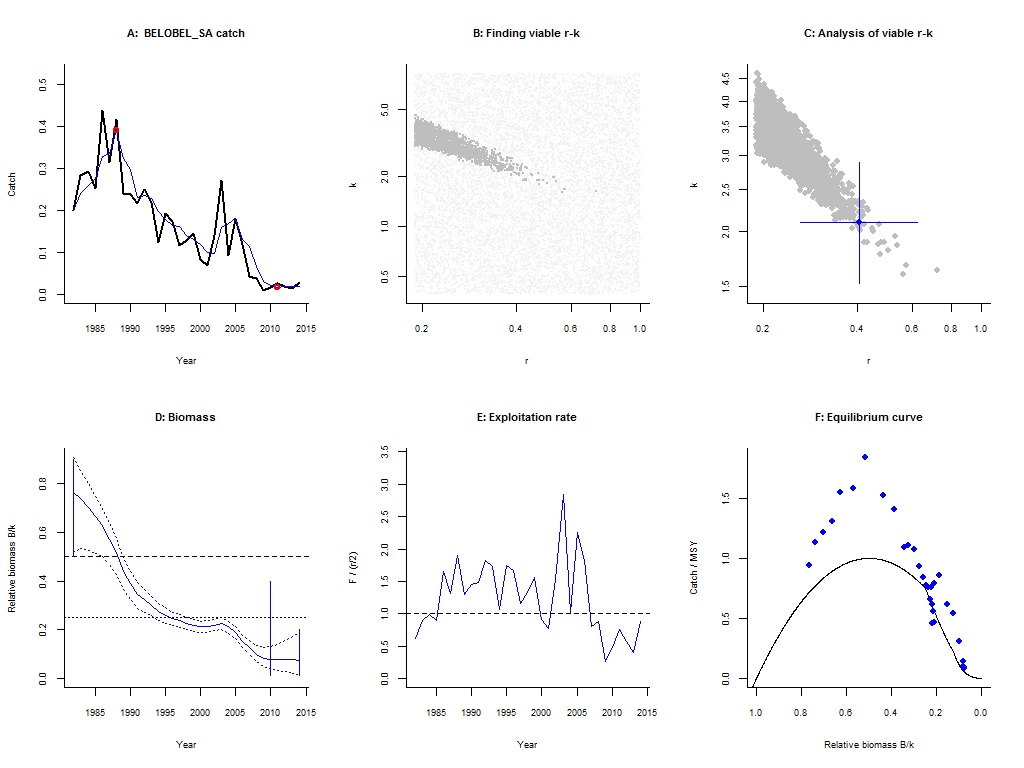 A: BELOBEL_SA catch
Catch
0.0 0.1 0.2 0.3 0.4 0.5
1985 1990 1995 2000 2005 2010 2015
Year
B: Finding viable r-k
k
0.5 1.0 2.0 5.0
0.2 0.4 0.6 0.8 1.0
r
C: Analysis of viable r-k
k
1.5 2.0 2.5 3.0 3.5 4.0 4.5
0.2 0.4 0.6 0.8 1.0
r
D: Biomass
Relative biomass B/k
0.0 0.2 0.4 0.6 0.8
1985 1990 1995 2000 2005 2010 2015
Year
E: Exploitation rate
F / (r/2)
0.0 0.5 1.0 1.5 2.0 2.5 3.0 3.5
1985 1990 1995 2000 2005 2010 2015
Year
F: Equilibrium curve
Catch / MSY
0.0 0.5 1.0 1.5
1.0 0.8 0.6 0.4 0.2 0.0
Relative biomass B/k